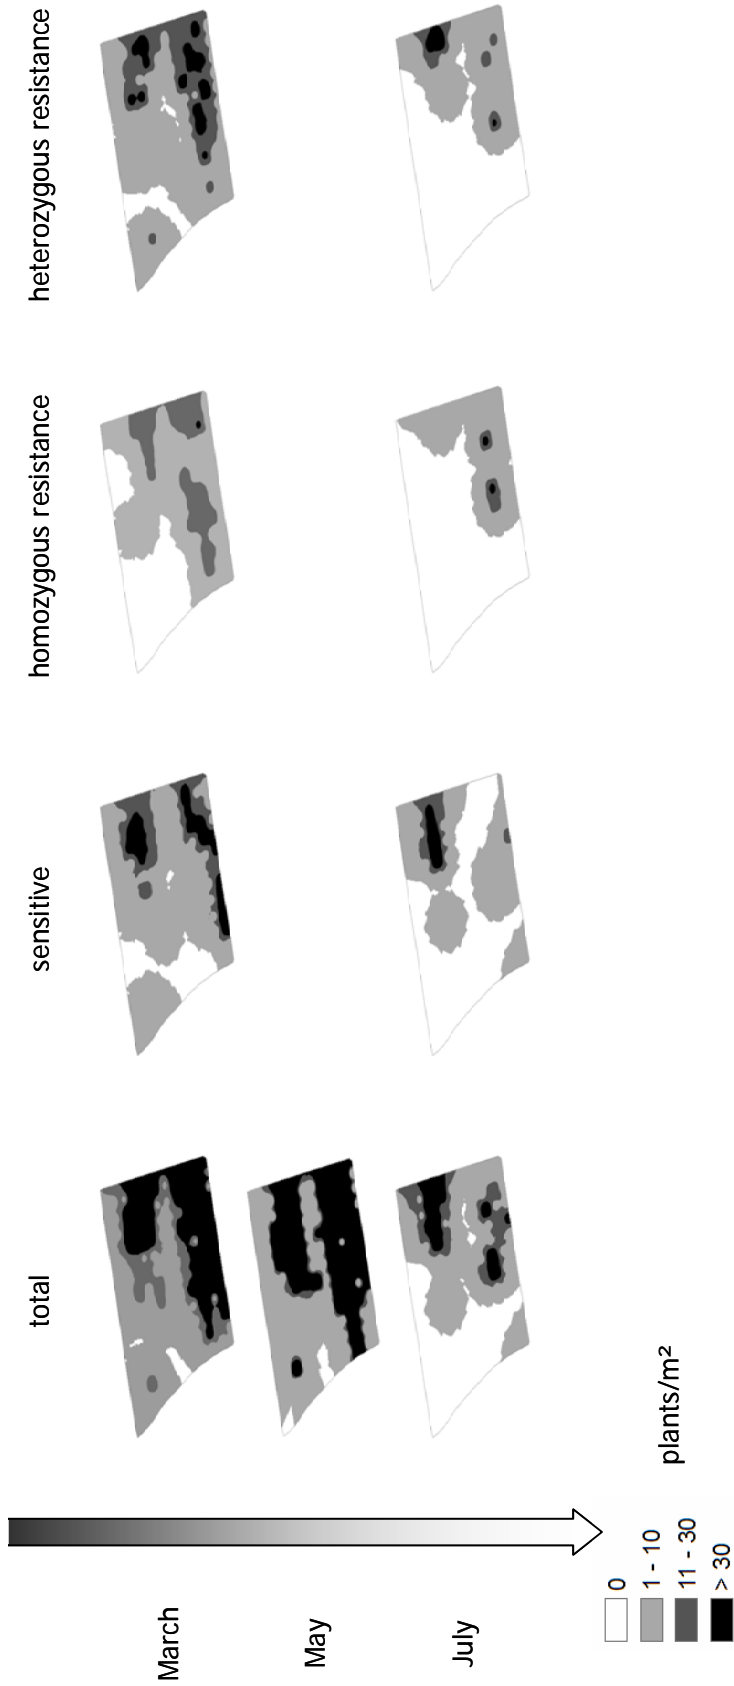 total
sensitive
homozygous resistance
heterozygous resistance
March
May
July
plants/m²
0
1 - 10
11 - 30
> 30